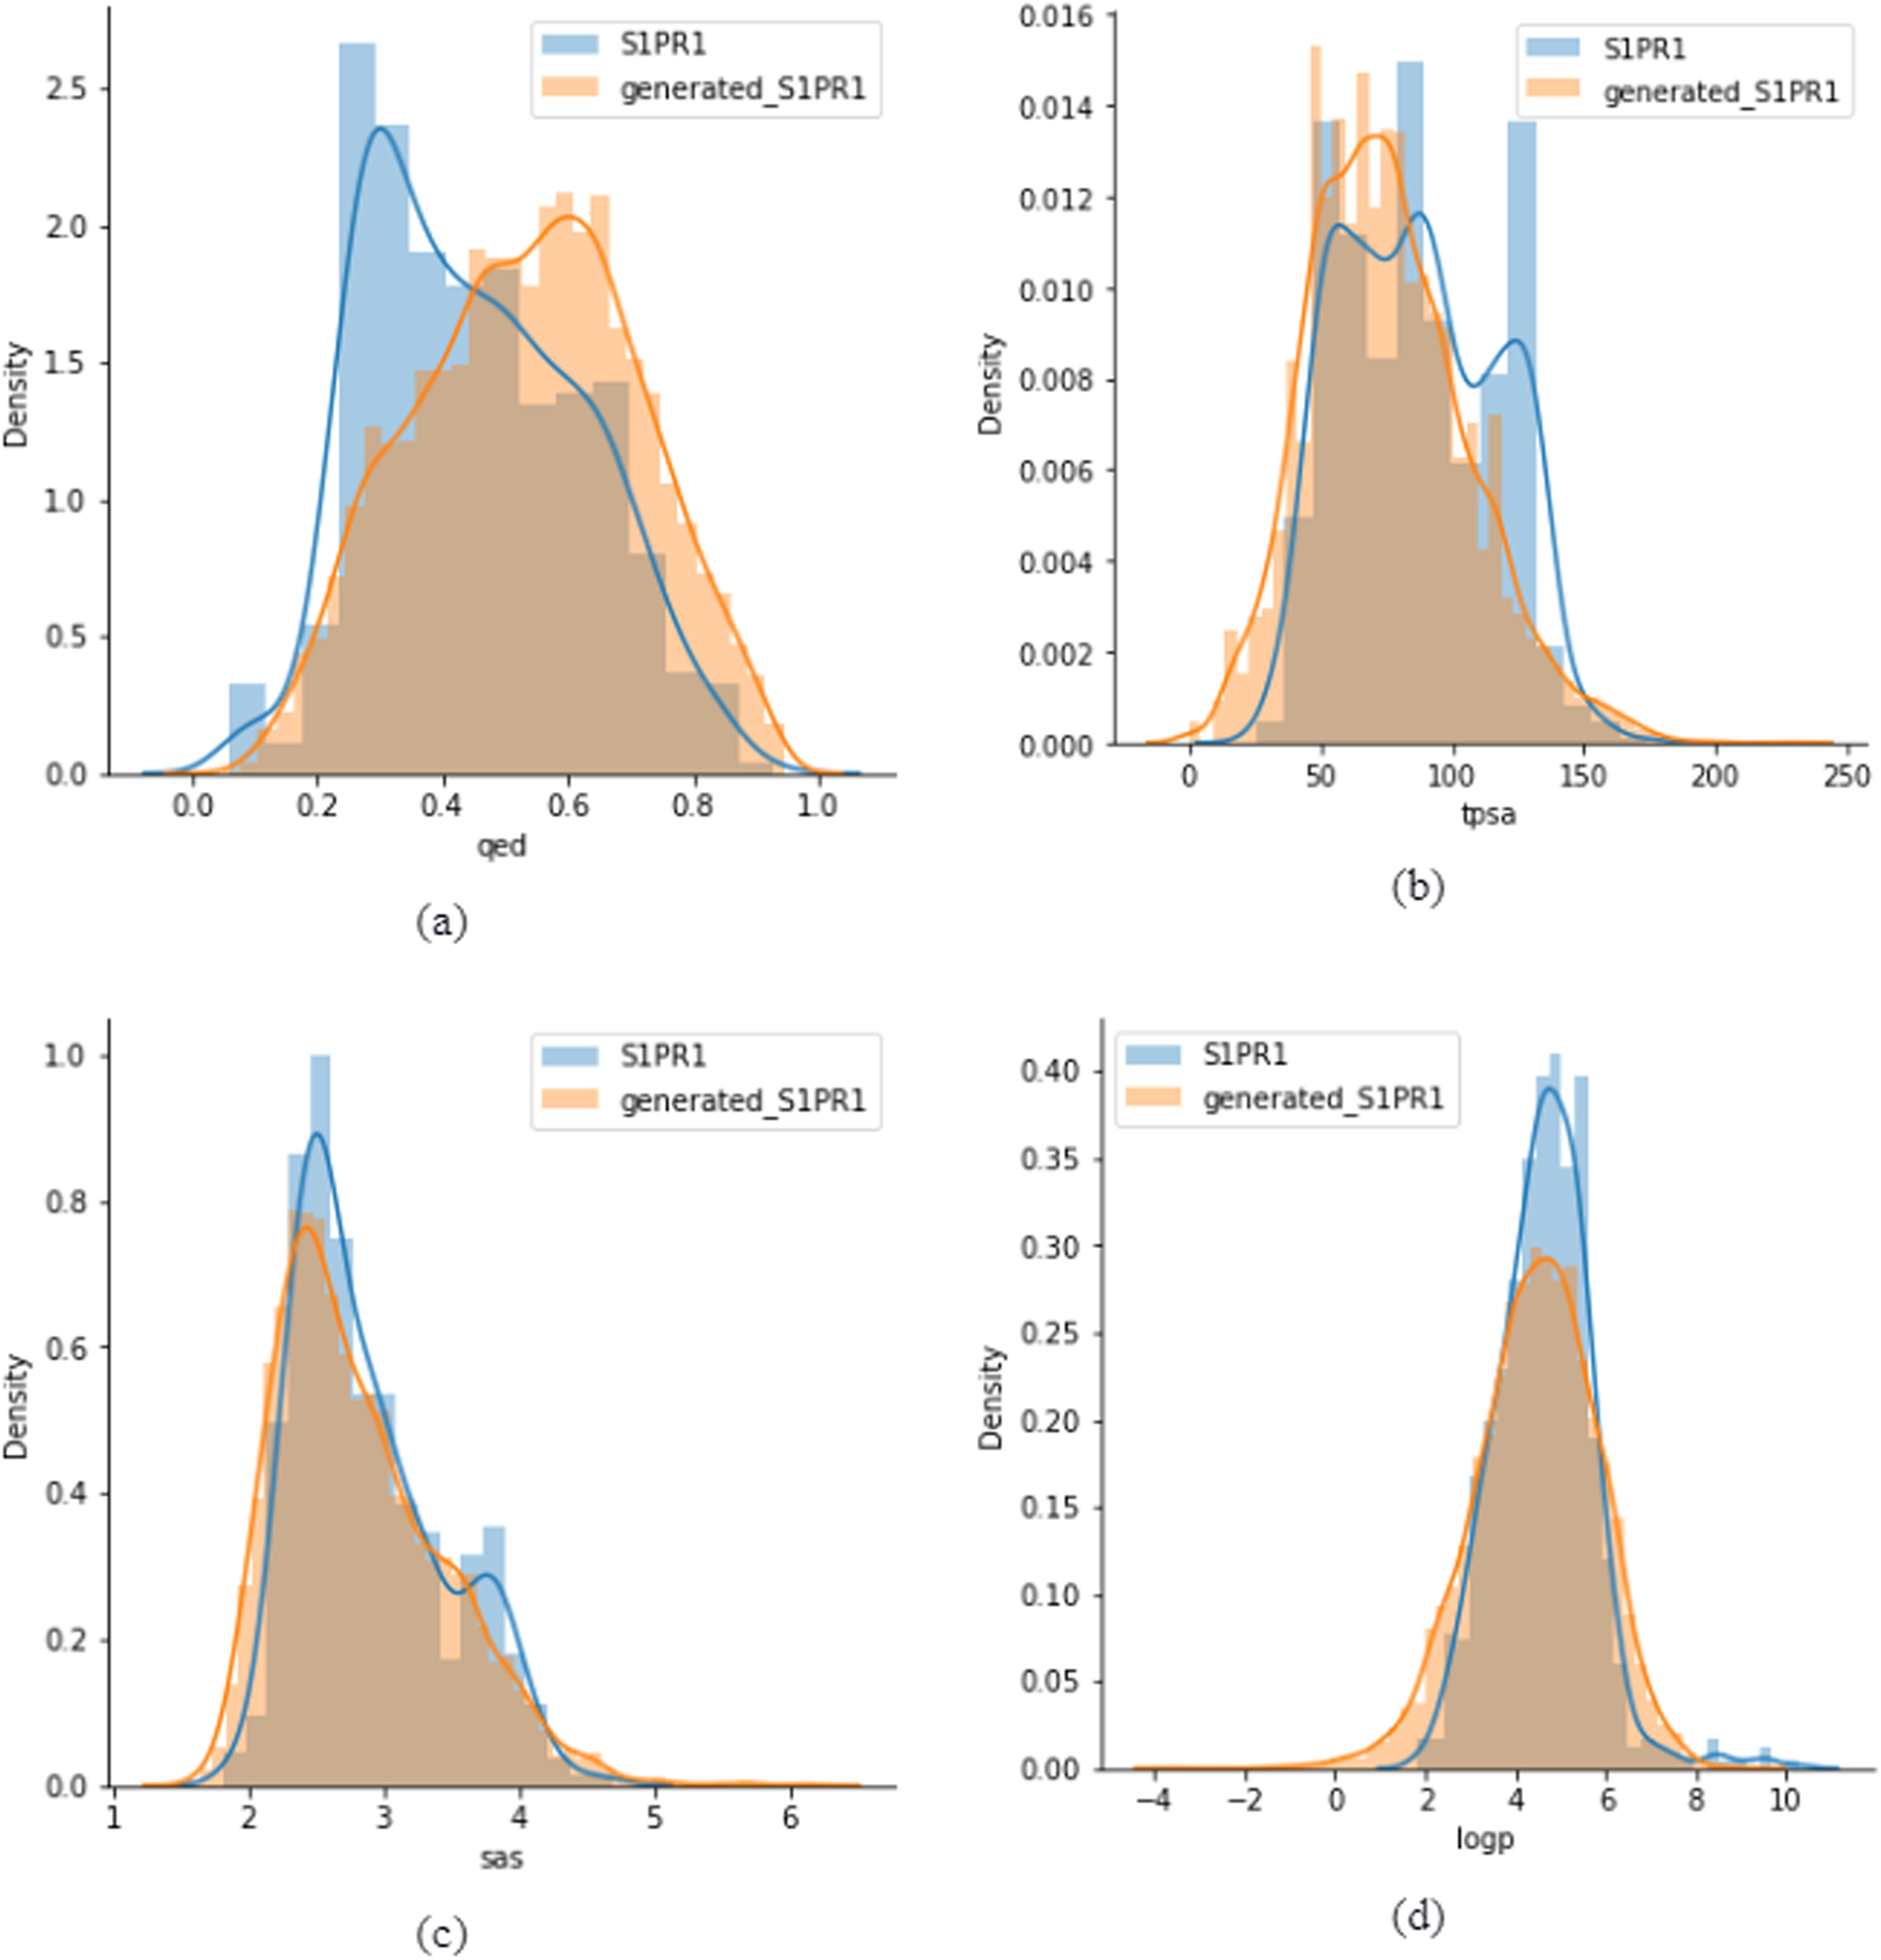 S1PR1
generated_S1PR1
2.5
2.0
1.5
1.0
0.5
0.0
Density
0.0 0.2 0.4 0.6 0.8 1.0
qed
(a)
S1PR1
generated_S1PR1
0.016
0.014
0.012
0.010
0.008
0.006
0.004
0.002
0.000
Density
0 50 100 150 200 250
tpsa
(b)
S1PR1
generated_S1PR1
1.0
0.8
0.6
0.4
0.2
0.0
Density
1 2 3 4 5 6
sas
(c)
S1PR1
generated_S1PR1
0.40
0.35
0.30
0.25
0.20
0.15
0.10
0.05
0.00
Density
−4 −2 0 2 4 6 8 10
logp
(d)